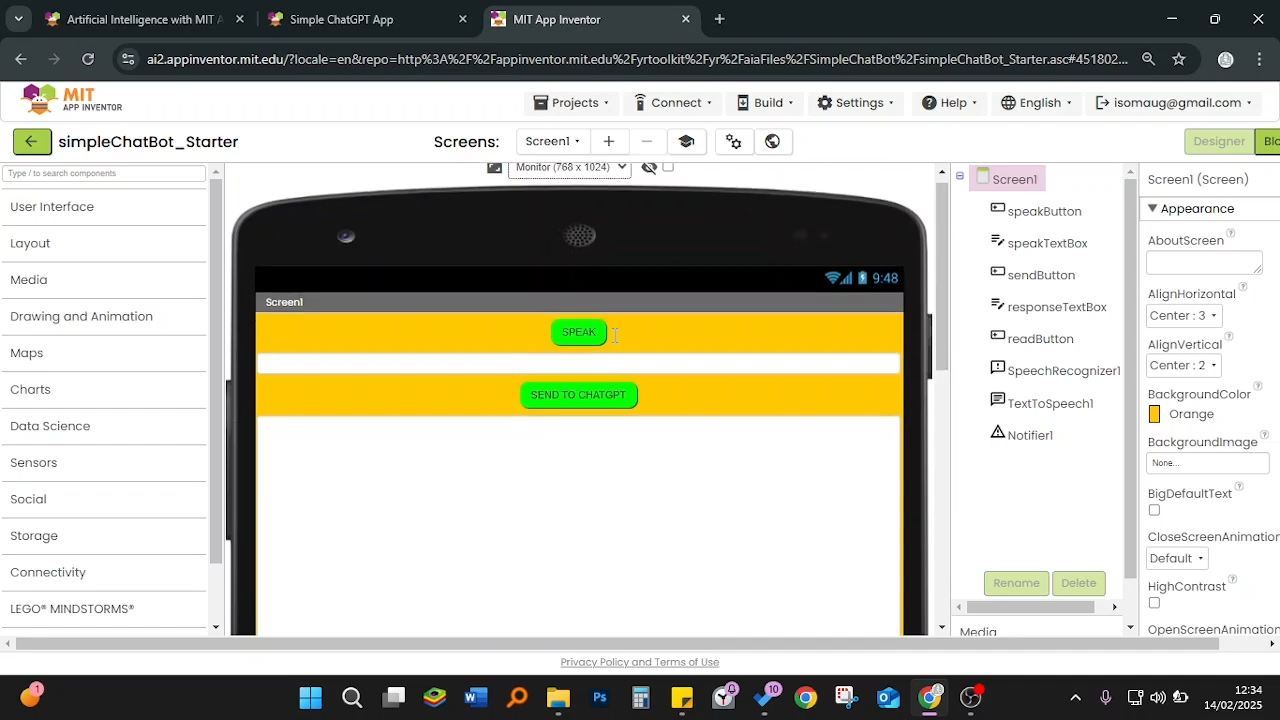 Artificial Intelligence with MIT A
Simple ChatGPT App
MIT App Inventor
ai2.appinventor.mit.edu/?locale=en&repo=http%3A%2F%2Fappinventor.mit.edu%2Fyrtoolkit%2Fyr%2FaiaFiles%2FSimpleChatBot%2FsimpleChatBot_Starter.asc#451802...
MIT
APP INVENTOR
Projects
Connect
Build
Settings
Help
English
isomaug@gmail.com
simpleChatBot_Starter
Screens:
Screen1
Designer
Blo
Type / to search components
User Interface
Layout
Media
Drawing and Animation
Maps
Charts
Data Science
Sensors
Social
Storage
Connectivity
LEGO® MINDSTORMS®
Monitor (768 x 1024)
9:48
Screen1
SPEAK
SEND TO CHATGPT
Screen1
speakButton
speakTextBox
sendButton
responseTextBox
readButton
SpeechRecognizer1
TextToSpeech1
Notifier1
Rename
Delete
Media
Screen1 (Screen)
Appearance
AboutScreen
AlignHorizontal
Center : 3
AlignVertical
Center : 2
BackgroundColor
Orange
BackgroundImage
None...
BigDefaultText
CloseScreenAnimation
Default
HighContrast
OpenScreenAnimation
Privacy Policy and Terms of Use
1
10
3
12:34
14/02/2025